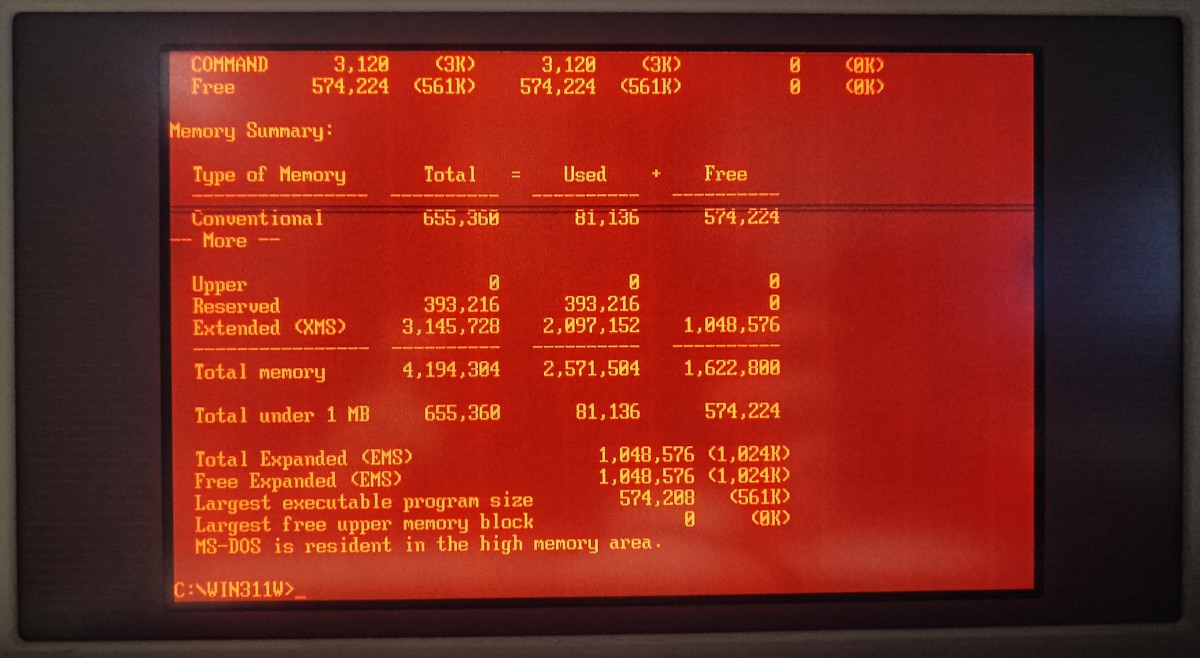 COMMAND 3,120 (3K) 3,120 (3K) 0 (0K)
Free 574,224 (561K) 574,224 (561K) 0 (0K)
Memory Summary:
Type of Memory Total = Used + Free
---------------- ---------- ---------- ----------
Conventional 655,360 81,136 574,224
-- More --
Upper 0 0 0
Reserved 393,216 393,216 0
Extended (XMS) 3,145,728 2,097,152 1,048,576
---------------- ---------- ---------- ----------
Total memory 4,194,304 2,571,504 1,622,800
Total under 1 MB 655,360 81,136 574,224
Total Expanded (EMS) 1,048,576 (1,024K)
Free Expanded (EMS) 1,048,576 (1,024K)
Largest executable program size 574,208 (561K)
Largest free upper memory block 0 (0K)
MS-DOS is resident in the high memory area.
C:\WIN311W>_